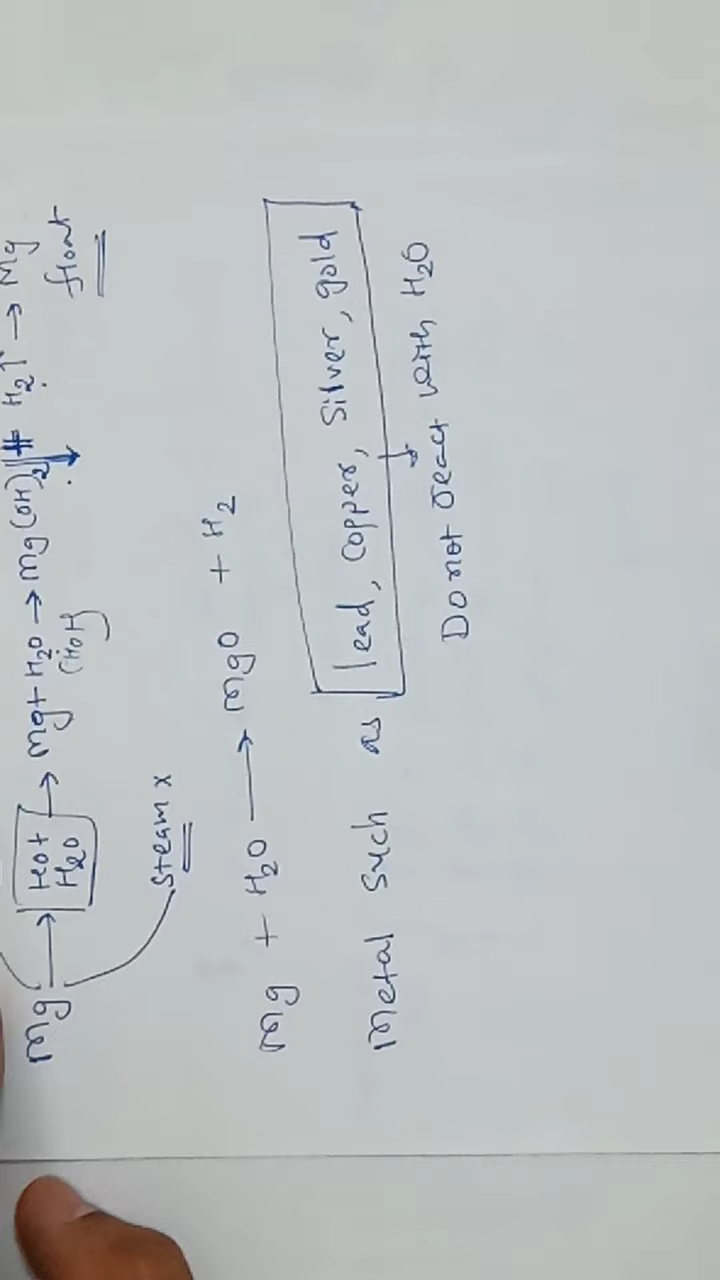 Mg → Hot H2O → Mg + H2O → Mg(OH)2 H2↑ → Mg
(HOH)
float
steam x
Mg + H2O → MgO + H2
Metal such as lead, Copper, Silver, gold
Do not react with H2O